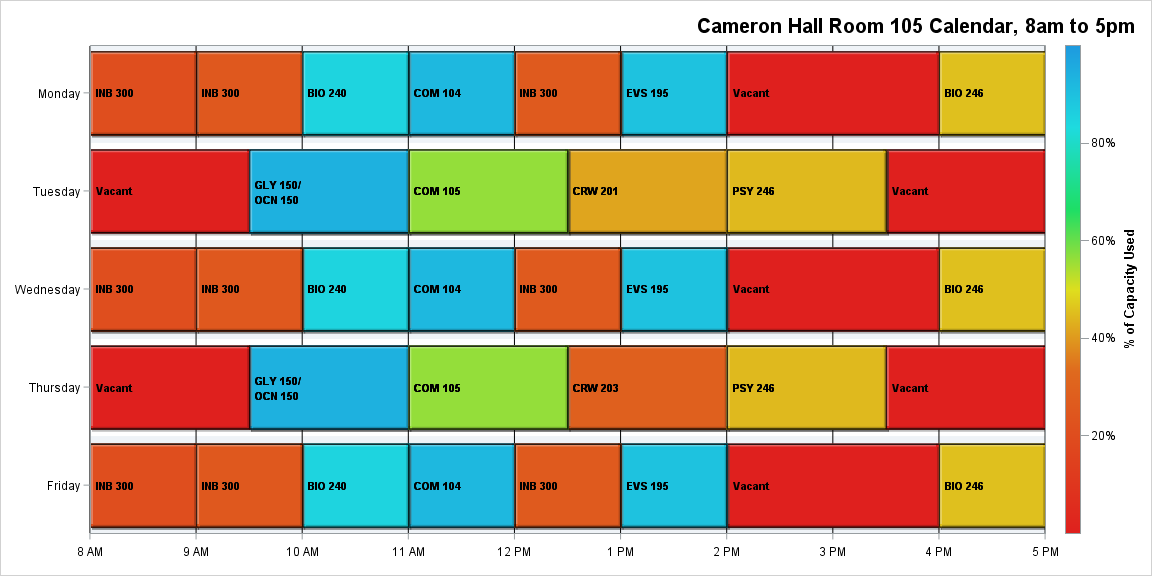 Cameron Hall Room 105 Calendar, 8am to 5pm
Monday
INB 300
INB 300
BIO 240
COM 104
INB 300
EVS 195
Vacant
BIO 246
Tuesday
Vacant
GLY 150/
OCN 150
COM 105
CRW 201
PSY 246
Vacant
Wednesday
INB 300
INB 300
BIO 240
COM 104
INB 300
EVS 195
Vacant
BIO 246
Thursday
Vacant
GLY 150/
OCN 150
COM 105
CRW 203
PSY 246
Vacant
Friday
INB 300
INB 300
BIO 240
COM 104
INB 300
EVS 195
Vacant
BIO 246
8 AM
9 AM
10 AM
11 AM
12 PM
1 PM
2 PM
3 PM
4 PM
5 PM
80%
60%
40%
20%
% of Capacity Used